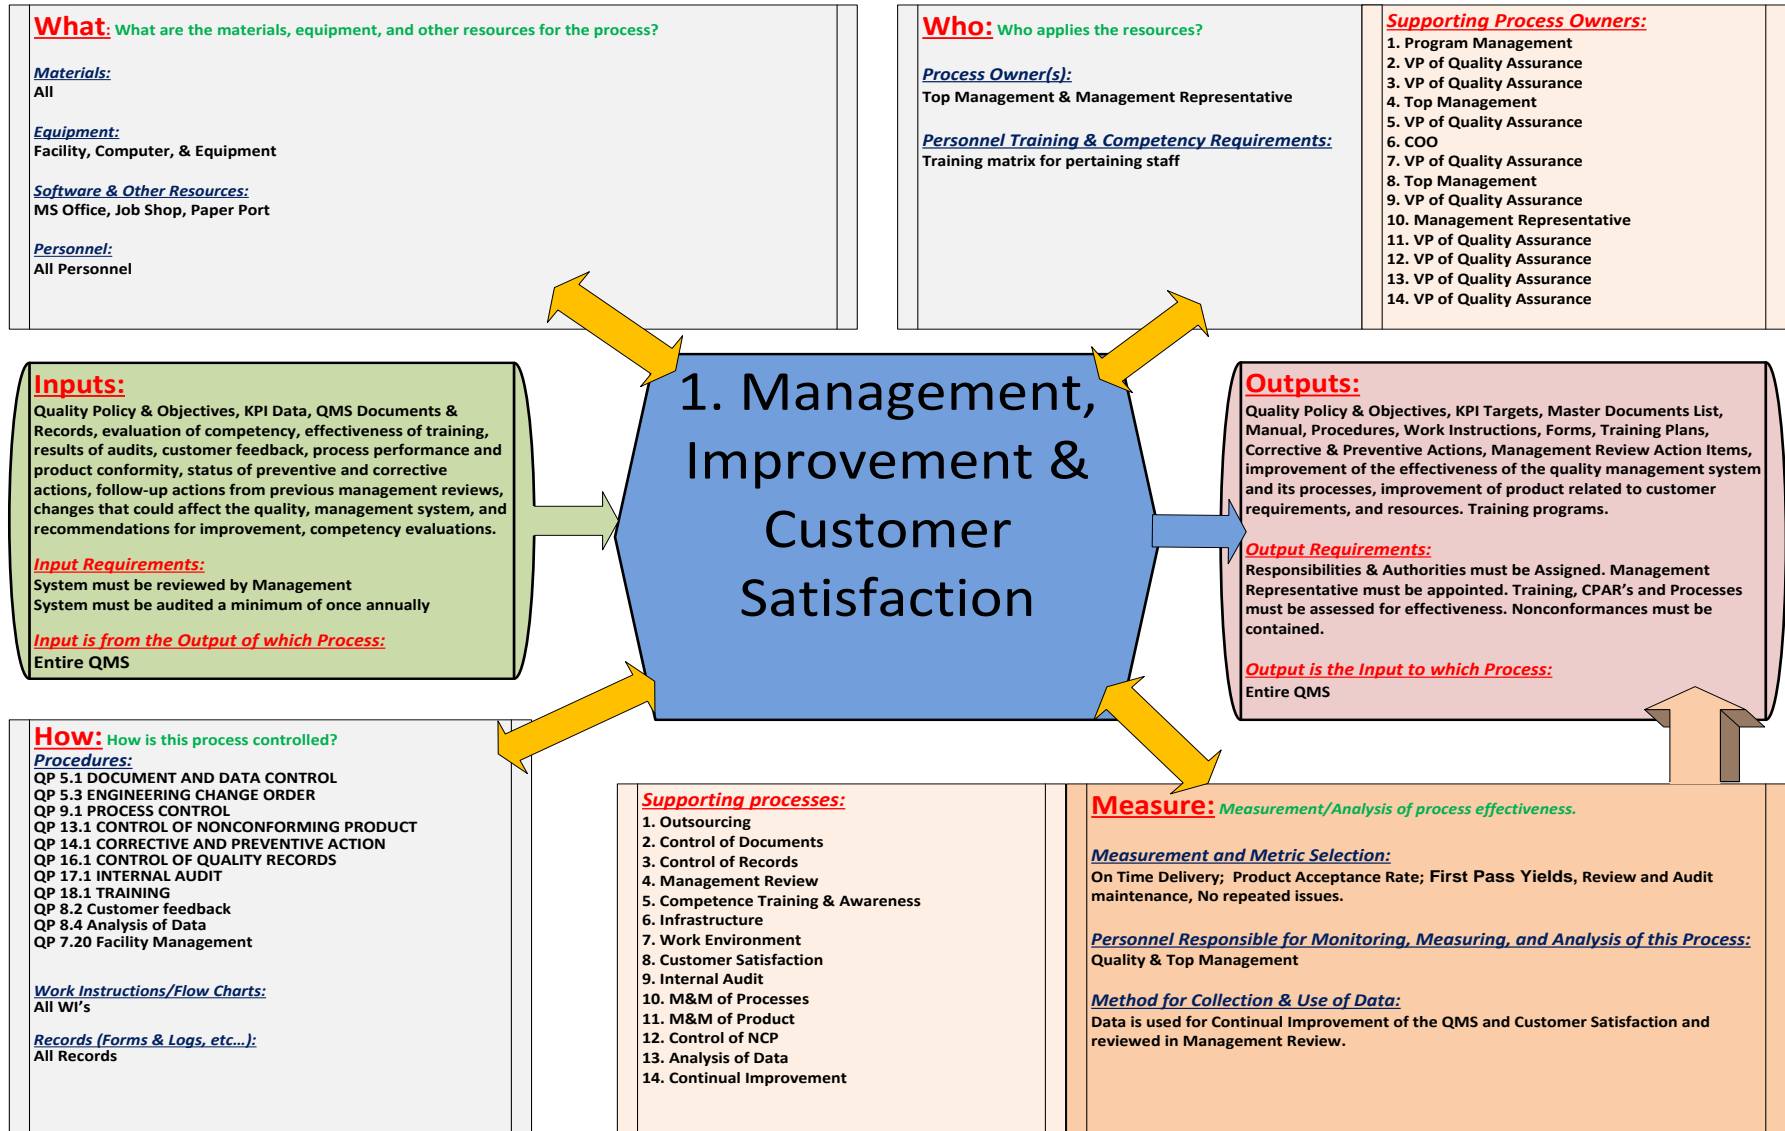 What: What are the materials, equipment, and other resources for the process?
Materials:
All
Equipment:
Facility, Computer, & Equipment
Software & Other Resources:
MS Office, Job Shop, Paper Port
Personnel:
All Personnel
Who: Who applies the resources?
Process Owner(s):
Top Management & Management Representative
Personnel Training & Competency Requirements:
Training matrix for pertaining staff
Supporting Process Owners:
1. Program Management
2. VP of Quality Assurance
3. VP of Quality Assurance
4. Top Management
5. VP of Quality Assurance
6. COO
7. VP of Quality Assurance
8. Top Management
9. VP of Quality Assurance
10. Management Representative
11. VP of Quality Assurance
12. VP of Quality Assurance
13. VP of Quality Assurance
14. VP of Quality Assurance
Inputs:
Quality Policy & Objectives, KPI Data, QMS Documents &
Records, evaluation of competency, effectiveness of training,
results of audits, customer feedback, process performance and
product conformity, status of preventive and corrective
actions, follow-up actions from previous management reviews,
changes that could affect the quality, management system, and
recommendations for improvement, competency evaluations.
Input Requirements:
System must be reviewed by Management
System must be audited a minimum of once annually
Input is from the Output of which Process:
Entire QMS
1. Management,
Improvement &
Customer
Satisfaction
Outputs:
Quality Policy & Objectives, KPI Targets, Master Documents List,
Manual, Procedures, Work Instructions, Forms, Training Plans,
Corrective & Preventive Actions, Management Review Action Items,
improvement of the effectiveness of the quality management system
and its processes, improvement of product related to customer
requirements, and resources. Training programs.
Output Requirements:
Responsibilities & Authorities must be Assigned. Management
Representative must be appointed. Training, CPAR's and Processes
must be assessed for effectiveness. Nonconformances must be
contained.
Output is the Input to which Process:
Entire QMS
How: How is this process controlled?
Procedures:
QP 5.1 DOCUMENT AND DATA CONTROL
QP 5.3 ENGINEERING CHANGE ORDER
QP 9.1 PROCESS CONTROL
QP 13.1 CONTROL OF NONCONFORMING PRODUCT
QP 14.1 CORRECTIVE AND PREVENTIVE ACTION
QP 16.1 CONTROL OF QUALITY RECORDS
QP 17.1 INTERNAL AUDIT
QP 18.1 TRAINING
QP 8.2 Customer feedback
QP 8.4 Analysis of Data
QP 7.20 Facility Management
Work Instructions/Flow Charts:
All WI's
Records (Forms & Logs, etc…):
All Records
Supporting processes:
1. Outsourcing
2. Control of Documents
3. Control of Records
4. Management Review
5. Competence Training & Awareness
6. Infrastructure
7. Work Environment
8. Customer Satisfaction
9. Internal Audit
10. M&M of Processes
11. M&M of Product
12. Control of NCP
13. Analysis of Data
14. Continual Improvement
Measure: Measurement/Analysis of process effectiveness.
Measurement and Metric Selection:
On Time Delivery; Product Acceptance Rate; First Pass Yields, Review and Audit
maintenance, No repeated issues.
Personnel Responsible for Monitoring, Measuring, and Analysis of this Process:
Quality & Top Management
Method for Collection & Use of Data:
Data is used for Continual Improvement of the QMS and Customer Satisfaction and
reviewed in Management Review.